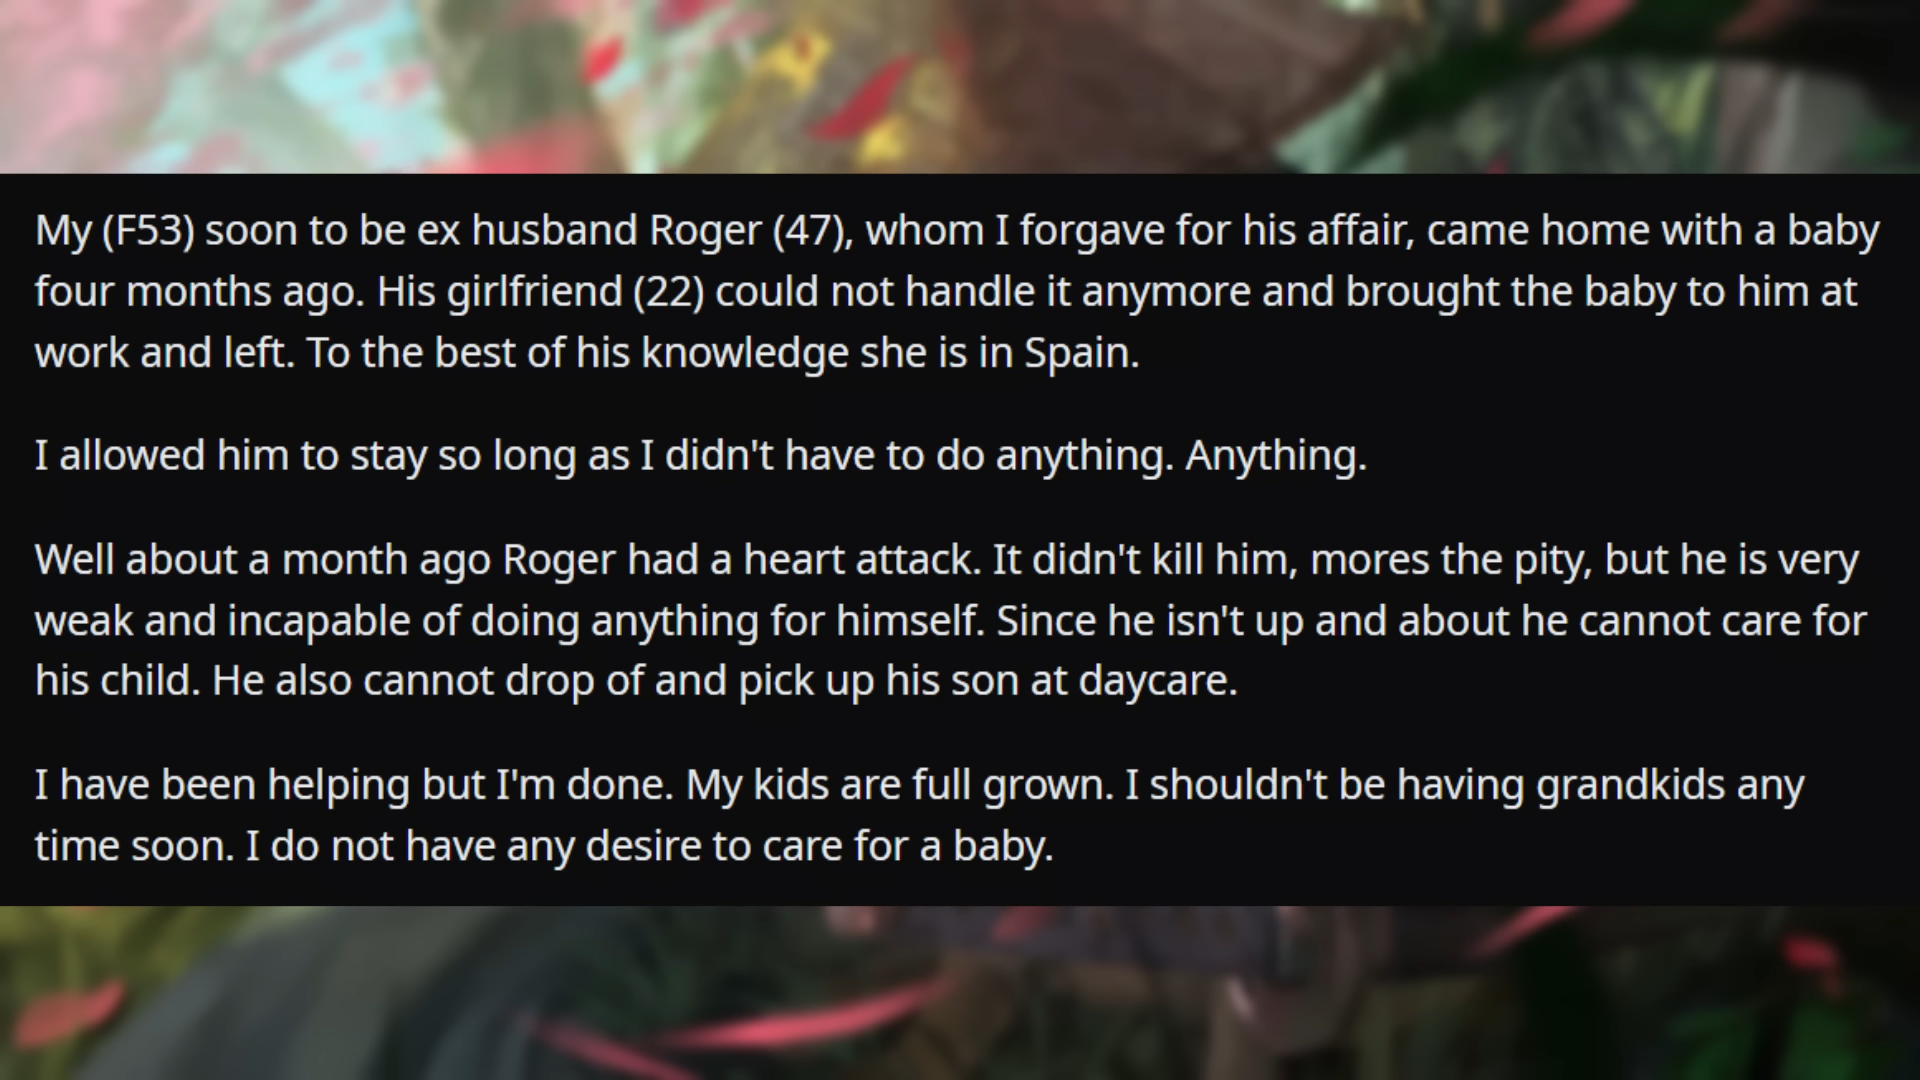 My (F53) soon to be ex husband Roger (47), whom I forgave for his affair, came home with a baby
four months ago. His girlfriend (22) could not handle it anymore and brought the baby to him at
work and left. To the best of his knowledge she is in Spain.
I allowed him to stay so long as I didn't have to do anything. Anything.
Well about a month ago Roger had a heart attack. It didn't kill him, mores the pity, but he is very
weak and incapable of doing anything for himself. Since he isn't up and about he cannot care for
his child. He also cannot drop of and pick up his son at daycare.
I have been helping but I'm done. My kids are full grown. I shouldn't be having grandkids any
time soon. I do not have any desire to care for a baby.